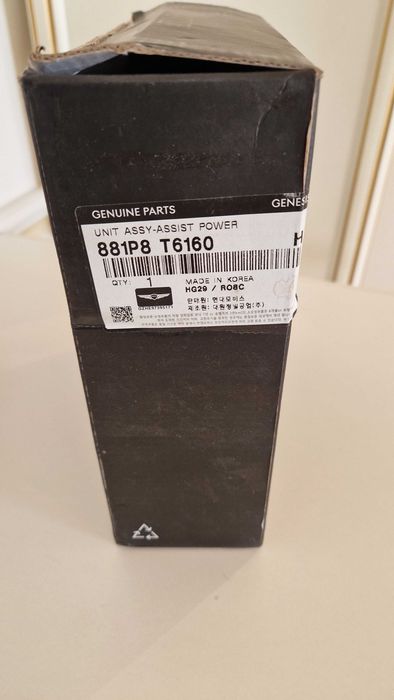 GENUINE PARTS GENES
UNIT ASSY-ASSIST POWER
881P8 T6160 H
QTY: 1 MADE IN KOREA
HG29 / RO8C
판매원: 현대모비스
제조원: 대원정밀공업(주)